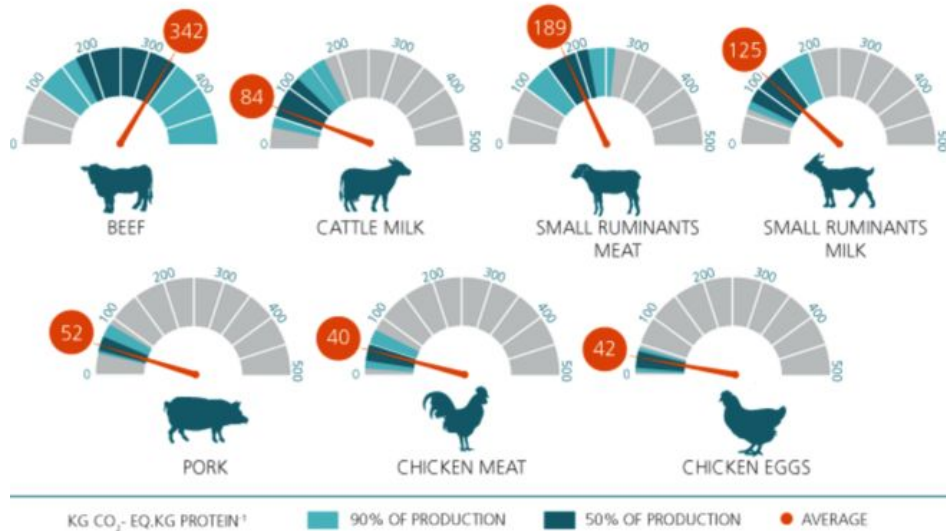 342
0 100 200 300 400
BEEF
84
0 100 200 300 400 500
CATTLE MILK
189
0 100 200 300 400 500
SMALL RUMINANTS
MEAT
125
0 100 200 300 400 500
SMALL RUMINANTS
MILK
52
0 100 200 300 400 500
PORK
40
0 100 200 300 400 500
CHICKEN MEAT
42
0 100 200 300 400 500
CHICKEN EGGS
KG CO₂- EQ.KG PROTEIN⁻¹ 90% OF PRODUCTION 50% OF PRODUCTION AVERAGE